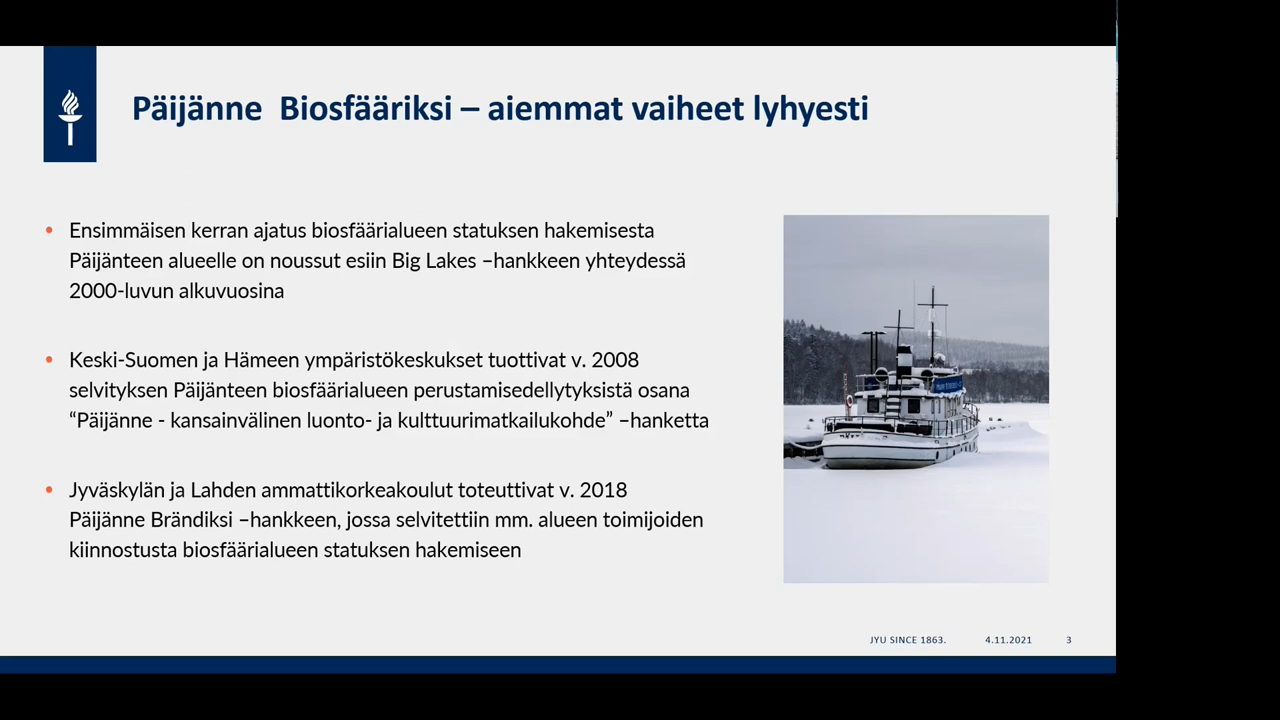 Päijänne Biosfääriksi – aiemmat vaiheet lyhyesti
• Ensimmäisen kerran ajatus biosfäärialueen statuksen hakemisesta
Päijänteen alueelle on noussut esiin Big Lakes –hankkeen yhteydessä
2000-luvun alkuvuosina
• Keski-Suomen ja Hämeen ympäristökeskukset tuottivat v. 2008
selvityksen Päijänteen biosfäärialueen perustamisedellytyksistä osana
“Päijänne - kansainvälinen luonto- ja kulttuurimatkailukohde” –hanketta
• Jyväskylän ja Lahden ammattikorkeakoulut toteuttivat v. 2018
Päijänne Brändiksi –hankkeen, jossa selvitettiin mm. alueen toimijoiden
kiinnostusta biosfäärialueen statuksen hakemiseen
JYU SINCE 1863. 4.11.2021 3